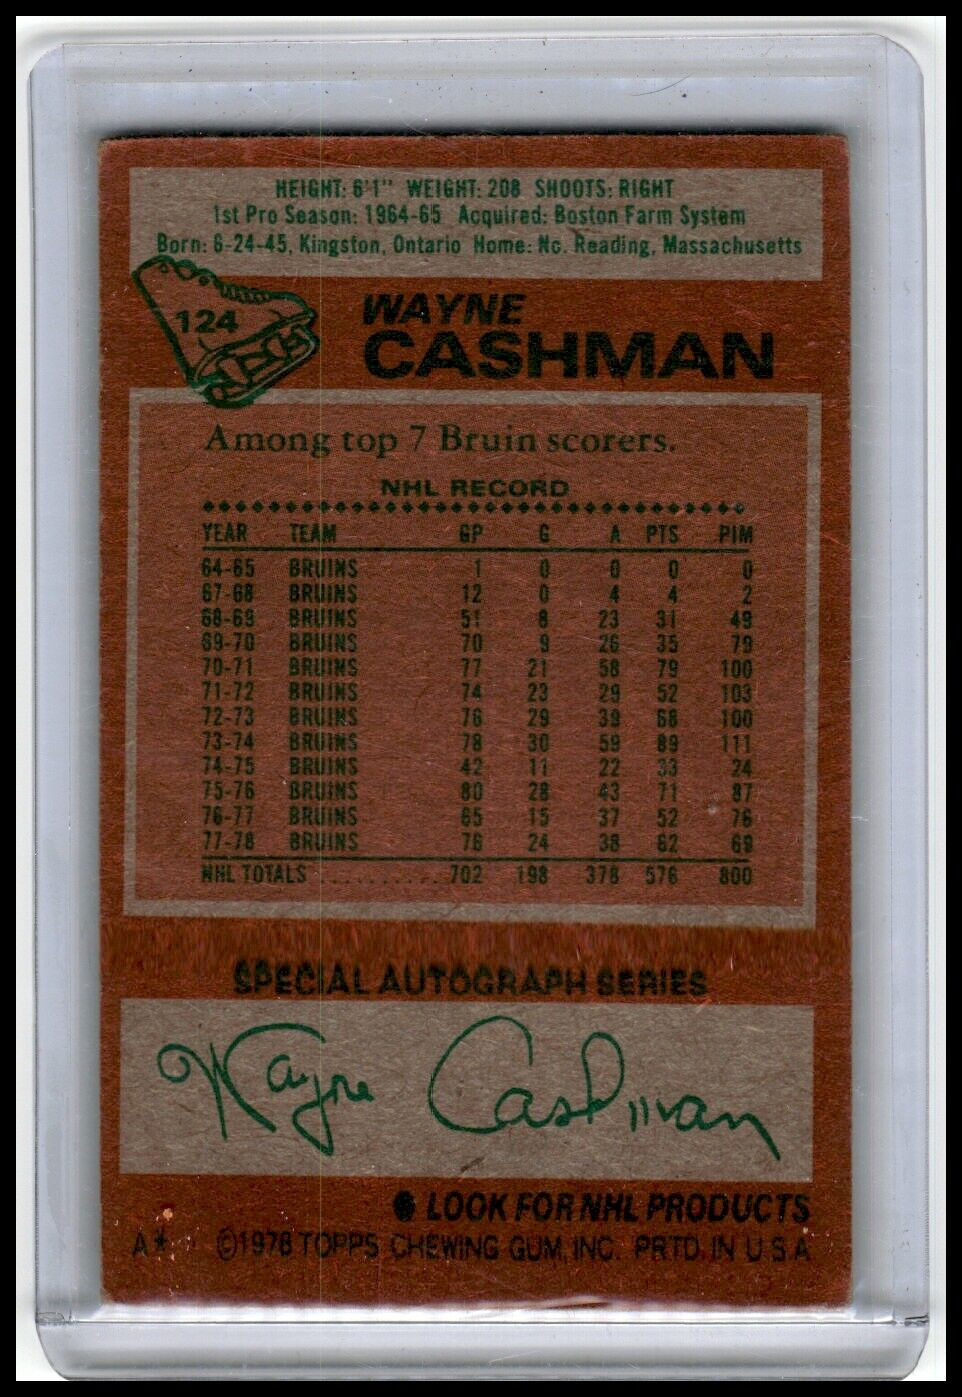 HEIGHT: 6'1" WEIGHT: 208 SHOOTS: RIGHT
1st Pro Season: 1964-65 Acquired: Boston Farm System
Born: 6-24-45, Kingston, Ontario Home: No. Reading, Massachusetts
124
WAYNE
CASHMAN
Among top 7 Bruin scorers.
NHL RECORD
YEAR TEAM GP G A PTS PIM
64-65 BRUINS 1 0 0 0 0
67-68 BRUINS 12 0 4 4 2
68-69 BRUINS 51 8 23 31 49
69-70 BRUINS 70 9 26 35 79
70-71 BRUINS 77 21 58 79 100
71-72 BRUINS 74 23 29 52 103
72-73 BRUINS 76 29 39 68 100
73-74 BRUINS 78 30 59 89 111
74-75 BRUINS 42 11 22 33 24
75-76 BRUINS 80 28 43 71 87
76-77 BRUINS 65 15 37 52 76
77-78 BRUINS 76 24 38 62 69
NHL TOTALS .......... 702 198 378 576 800
SPECIAL AUTOGRAPH SERIES
Wayne Cashman
● LOOK FOR NHL PRODUCTS
A* ©1978 TOPPS CHEWING GUM, INC. PRTD. IN U.S.A